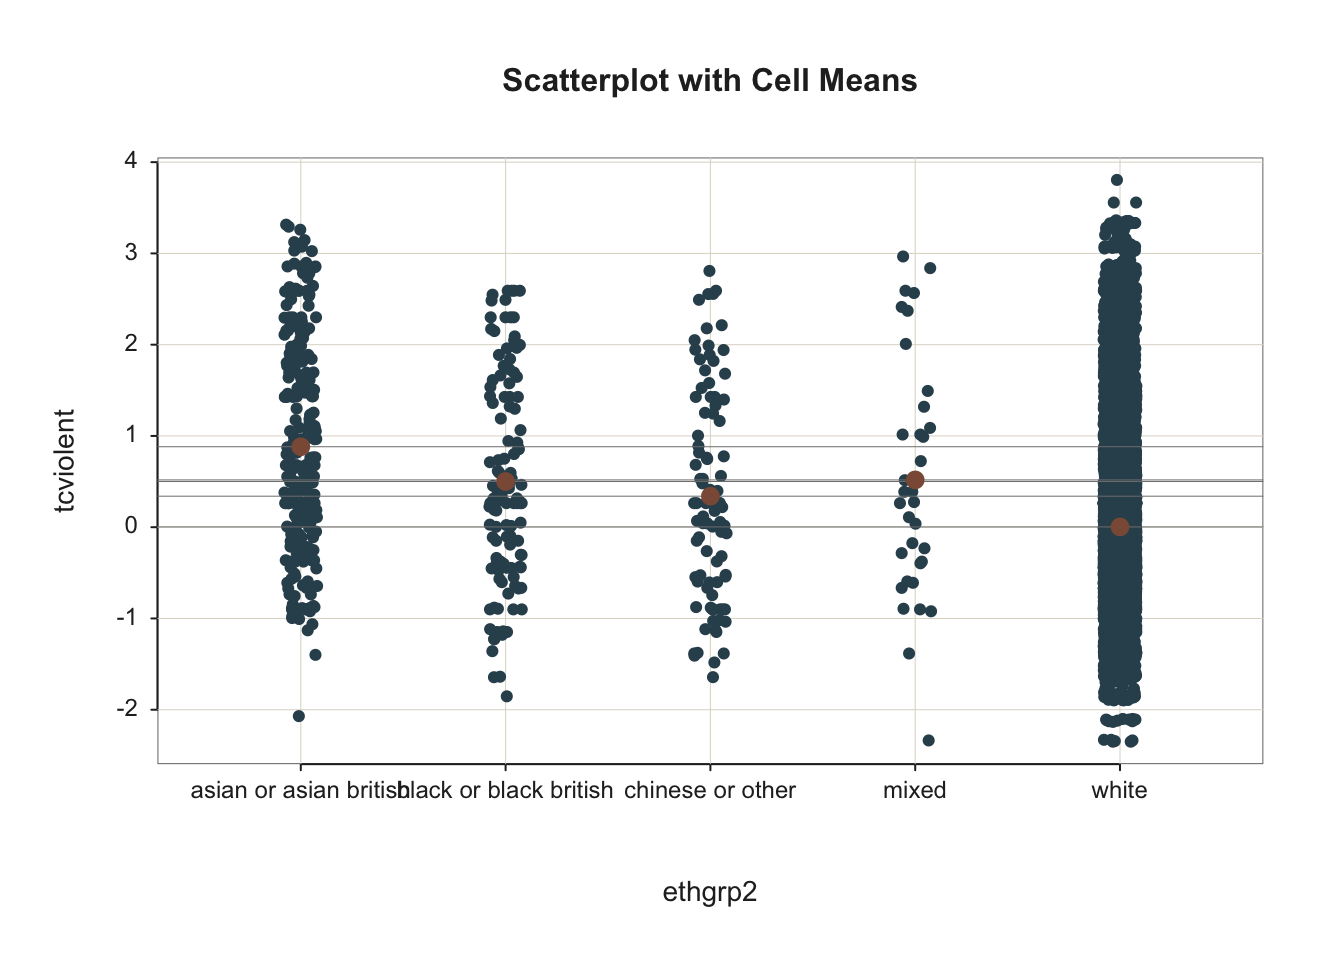 Scatterplot with Cell Means
4
3
2
1
0
-1
-2
tcviolent
asian or asian british black or black british chinese or other mixed white
ethgrp2